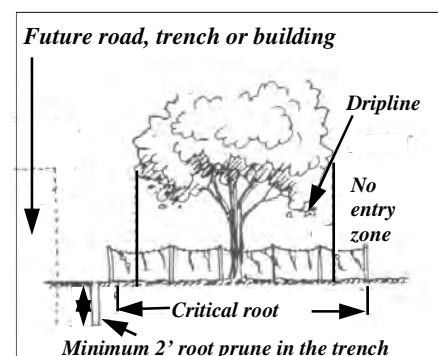 Future road, trench or building
Dripline
No
entry
zone
Critical root
Minimum 2' root prune in the trench